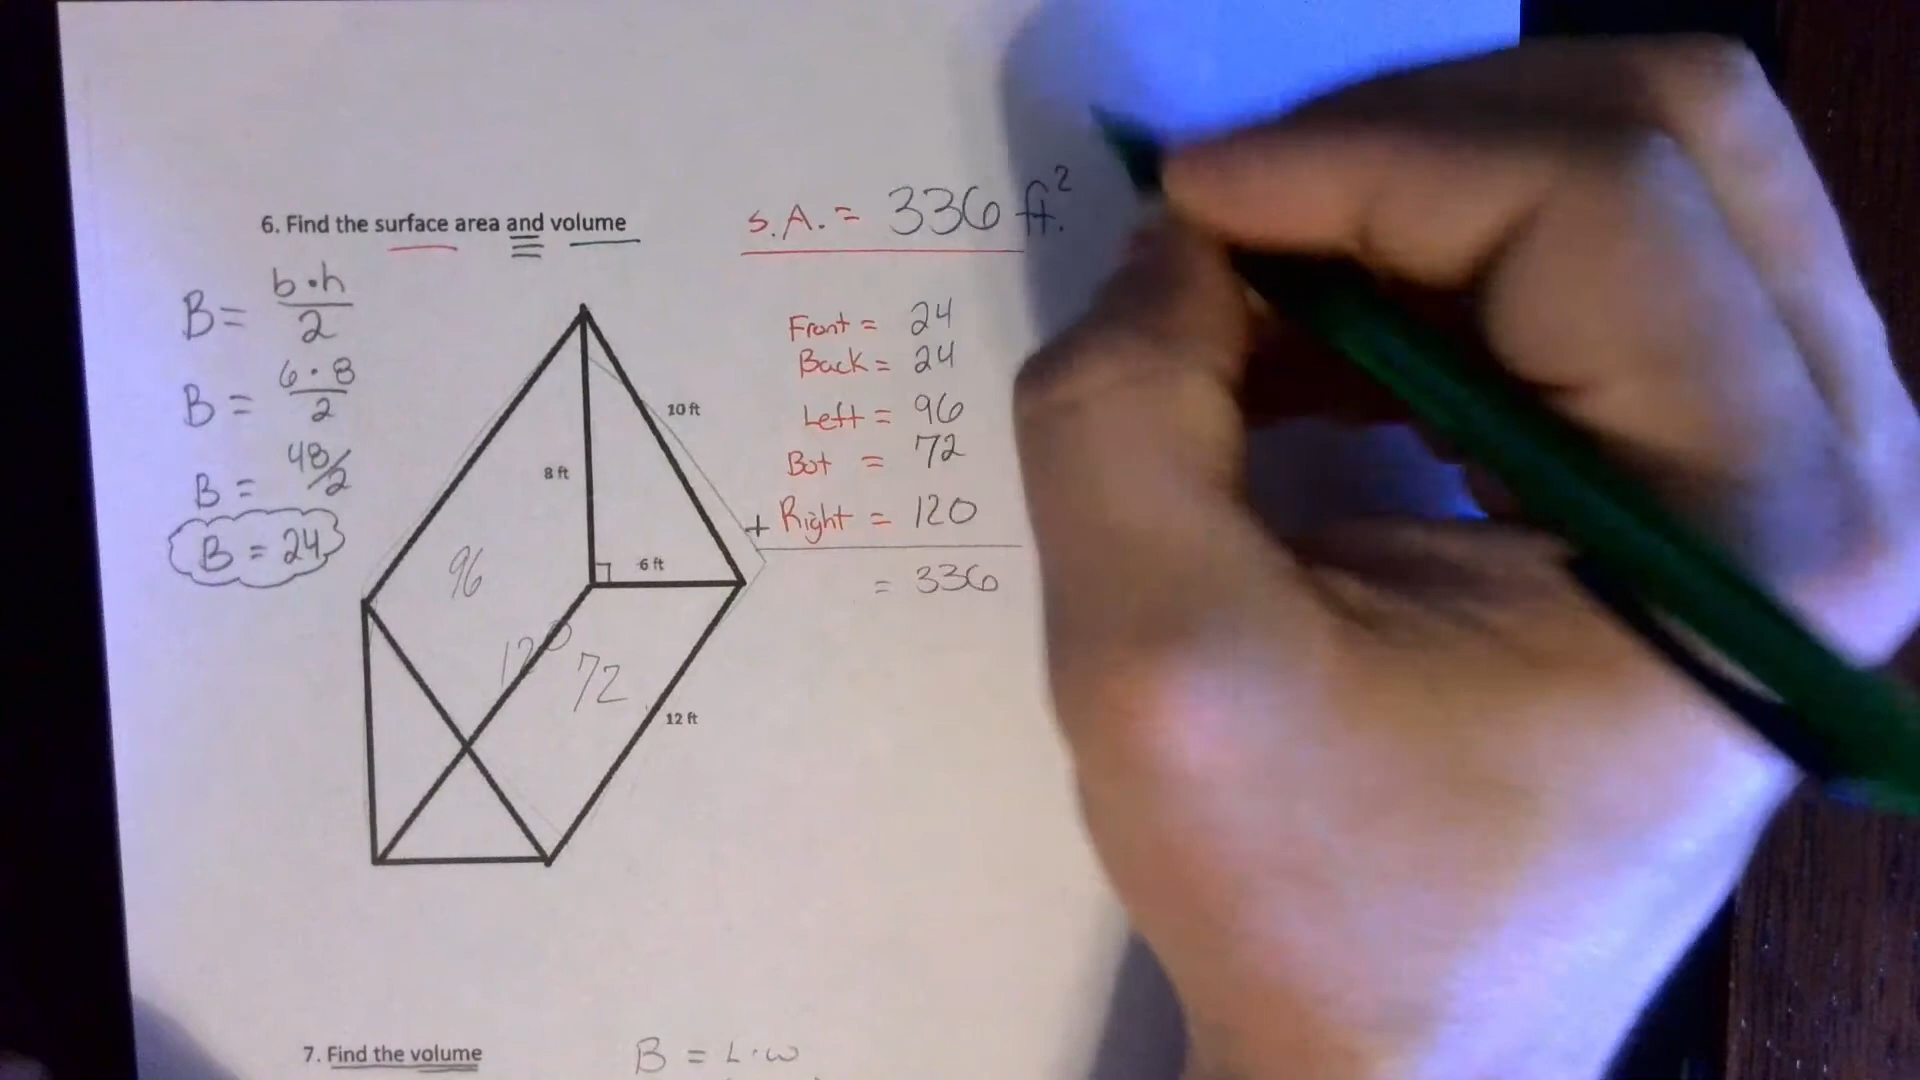 6. Find the surface area and volume
S.A. = 336 ft.²
B = b·h/2
B = 6·8/2
B = 48/2
B = 24
Front = 24
Back = 24
Left = 96
Bot = 72
+ Right = 120
= 336
10 ft
8 ft
6 ft
96
120
72
12 ft
7. Find the volume
B = L·w